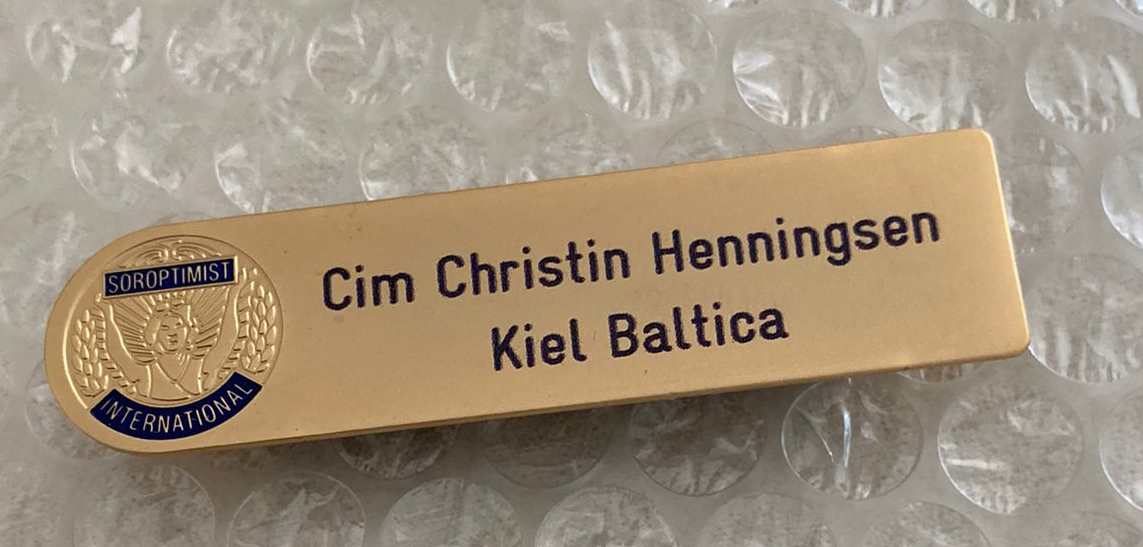 SOROPTIMIST
INTERNATIONAL
Cim Christin Henningsen
Kiel Baltica